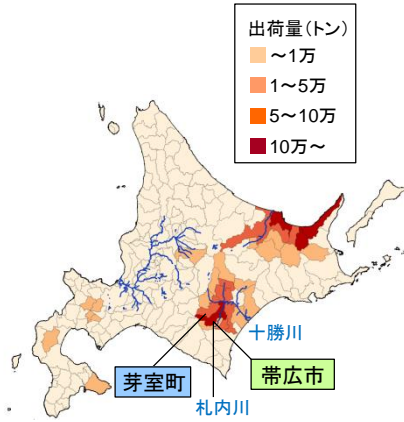 出荷量(トン)
～1万
1～5万
5～10万
10万～
十勝川
芽室町
帯広市
札内川